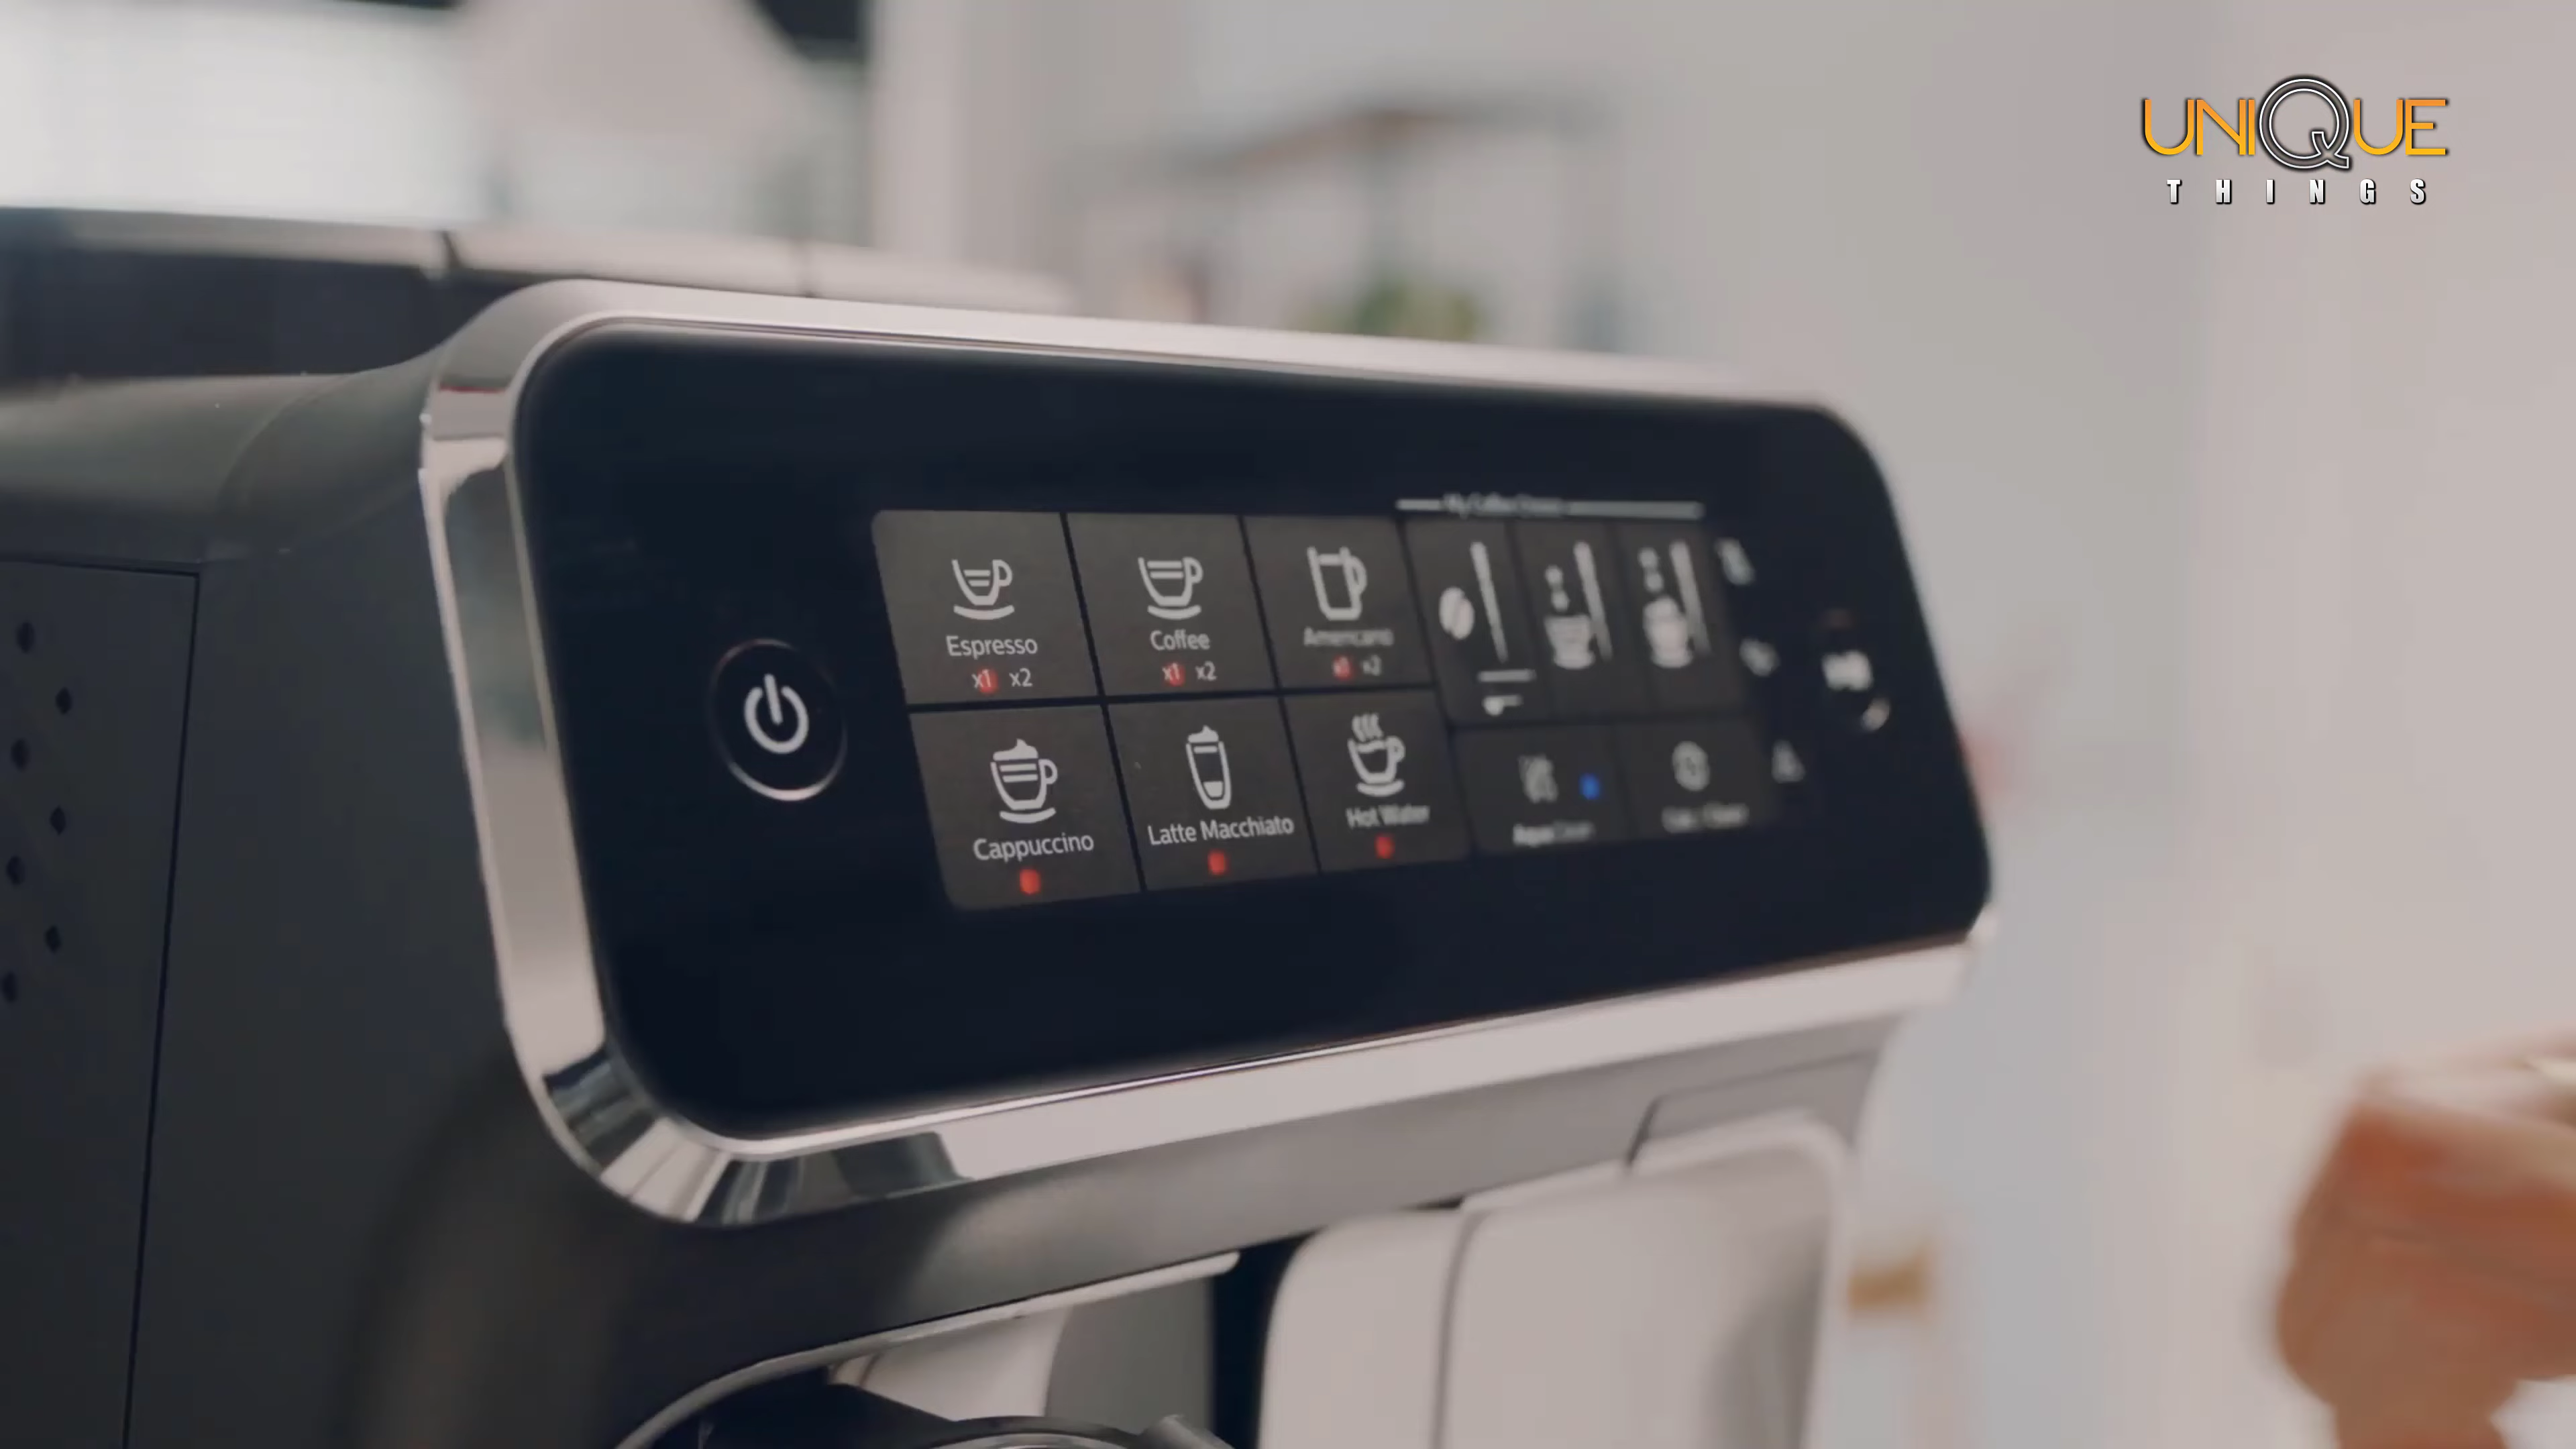 UNIQUE
THINGS
Espresso
x1 x2
Coffee
x1 x2
Americano
x1 x2
Cappuccino
Latte Macchiato
Hot Water